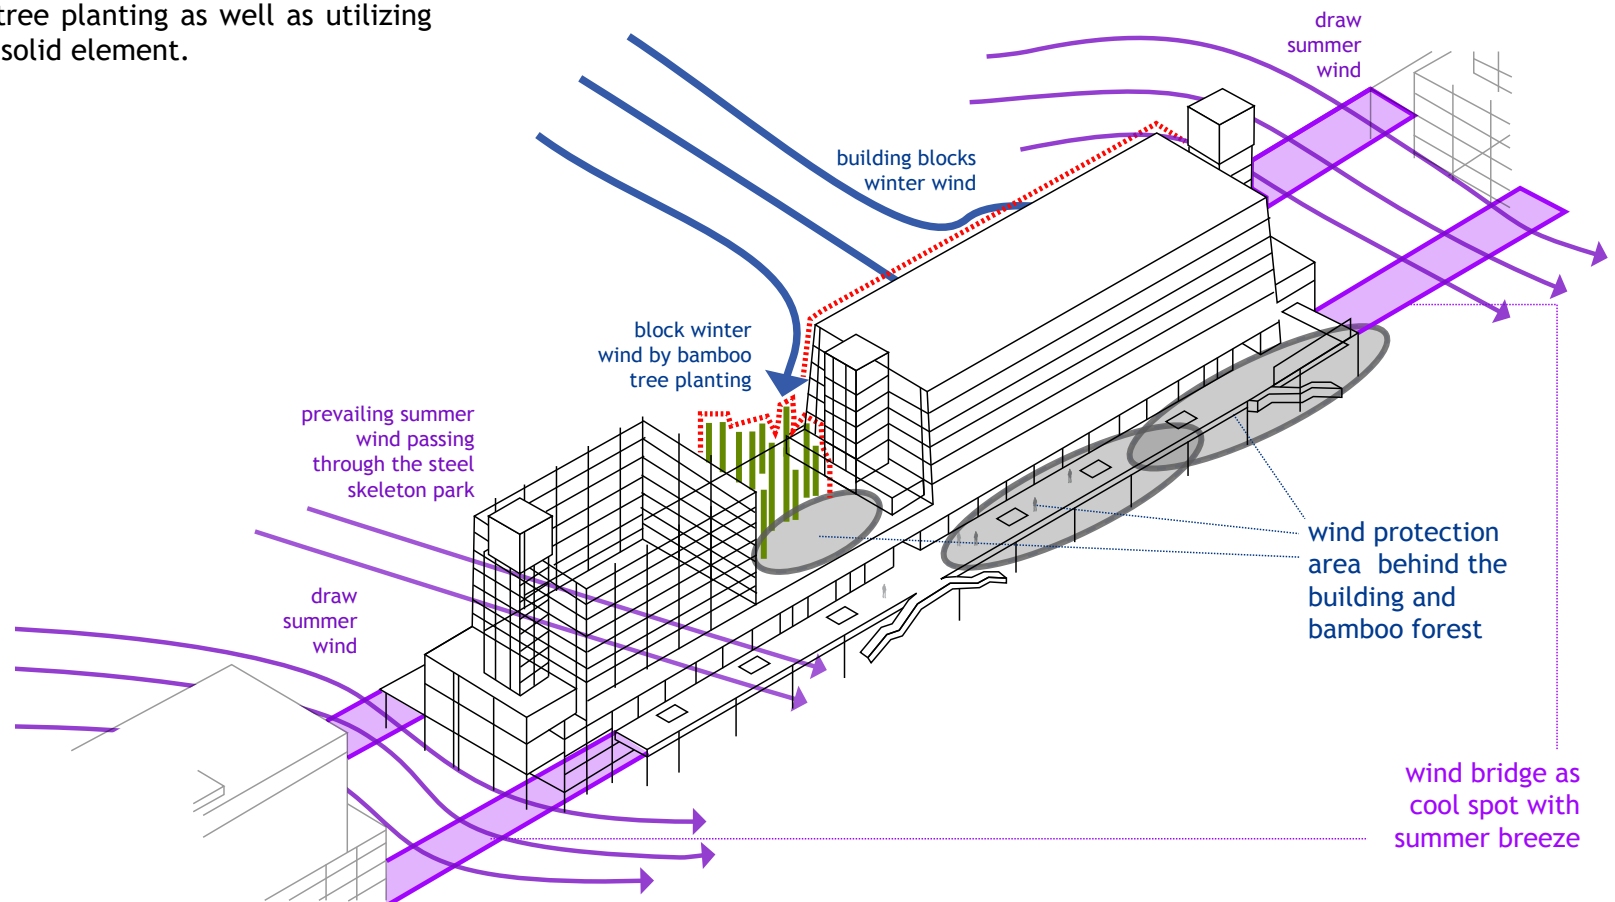 tree planting as well as utilizing
solid element.
draw
summer
wind
building blocks
winter wind
block winter
wind by bamboo
tree planting
prevailing summer
wind passing
through the steel
skeleton park
draw
summer
wind
wind protection
area behind the
building and
bamboo forest
wind bridge as
cool spot with
summer breeze